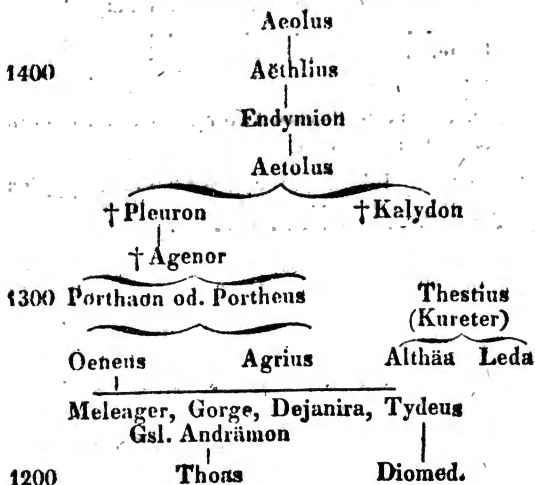 Aeolus
1400 Aëthlius
Endymion
Aetolus
† Pleuron † Kalydon
† Agenor
1300 Porthaon od. Portheus Thestius
(Kureter)
Oeneus Agrius Althäa Leda
Meleager, Gorge, Dejanira, Tydeus
Gsl. Andrämon
1200 Thoas Diomed.